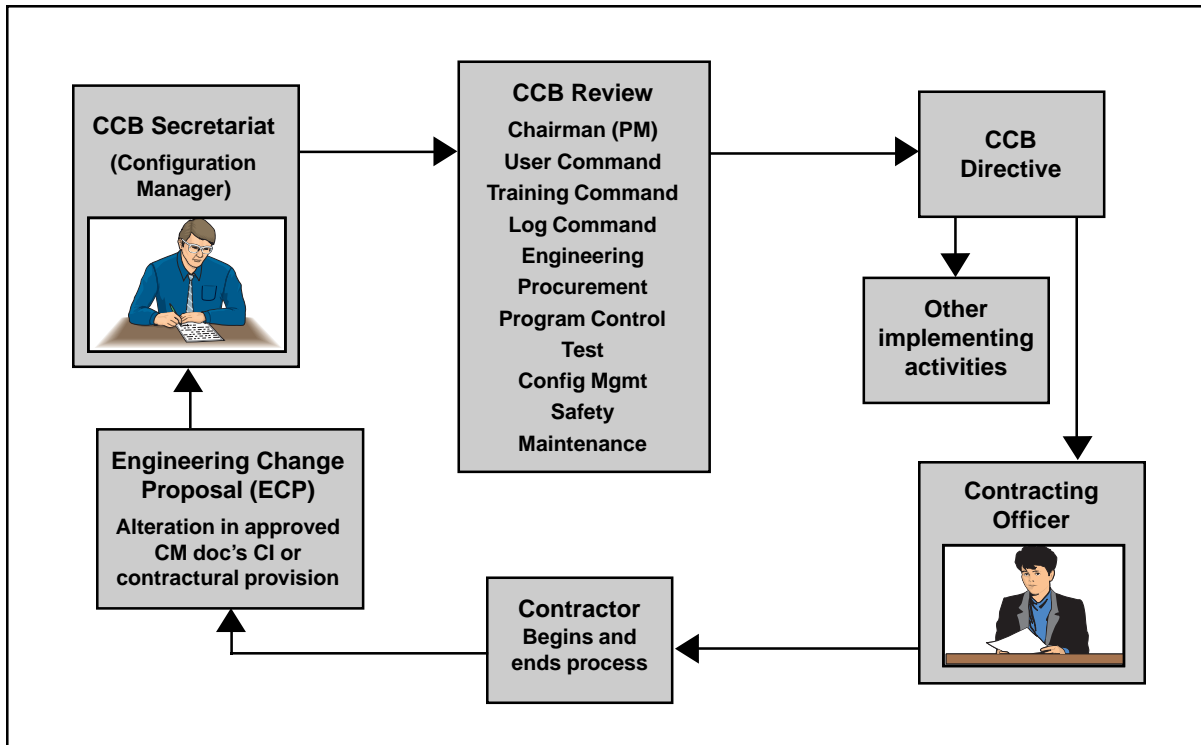 CCB Secretariat
(Configuration
Manager)
CCB Review
Chairman (PM)
User Command
Training Command
Log Command
Engineering
Procurement
Program Control
Test
Config Mgmt
Safety
Maintenance
CCB
Directive
Other
implementing
activities
Engineering Change
Proposal (ECP)
Alteration in approved
CM doc's CI or
contractural provision
Contractor
Begins and
ends process
Contracting
Officer